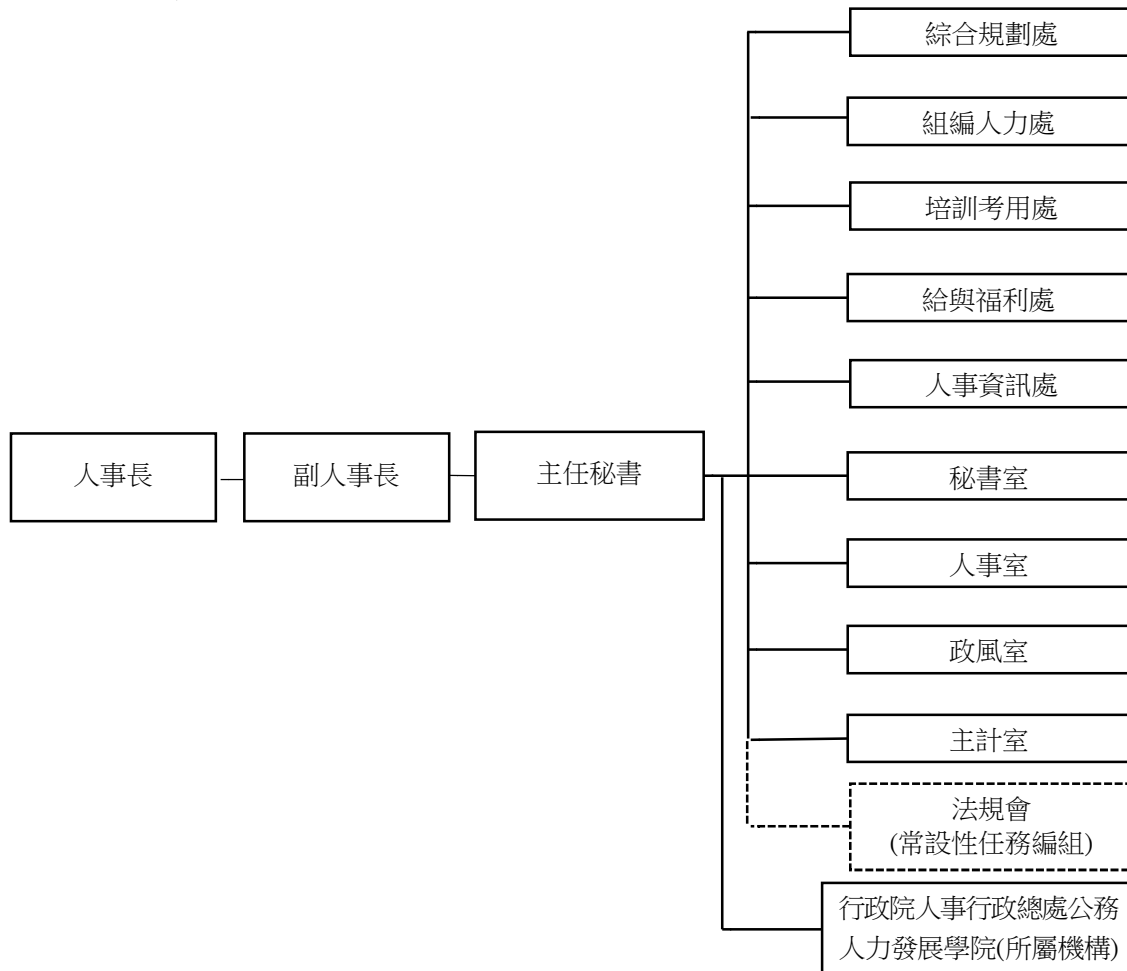 綜合規劃處
組編人力處
培訓考用處
給與福利處
人事資訊處
人事長
副人事長
主任秘書
秘書室
人事室
政風室
主計室
法規會
(常設性任務編組)
行政院人事行政總處公務
人力發展學院(所屬機構)